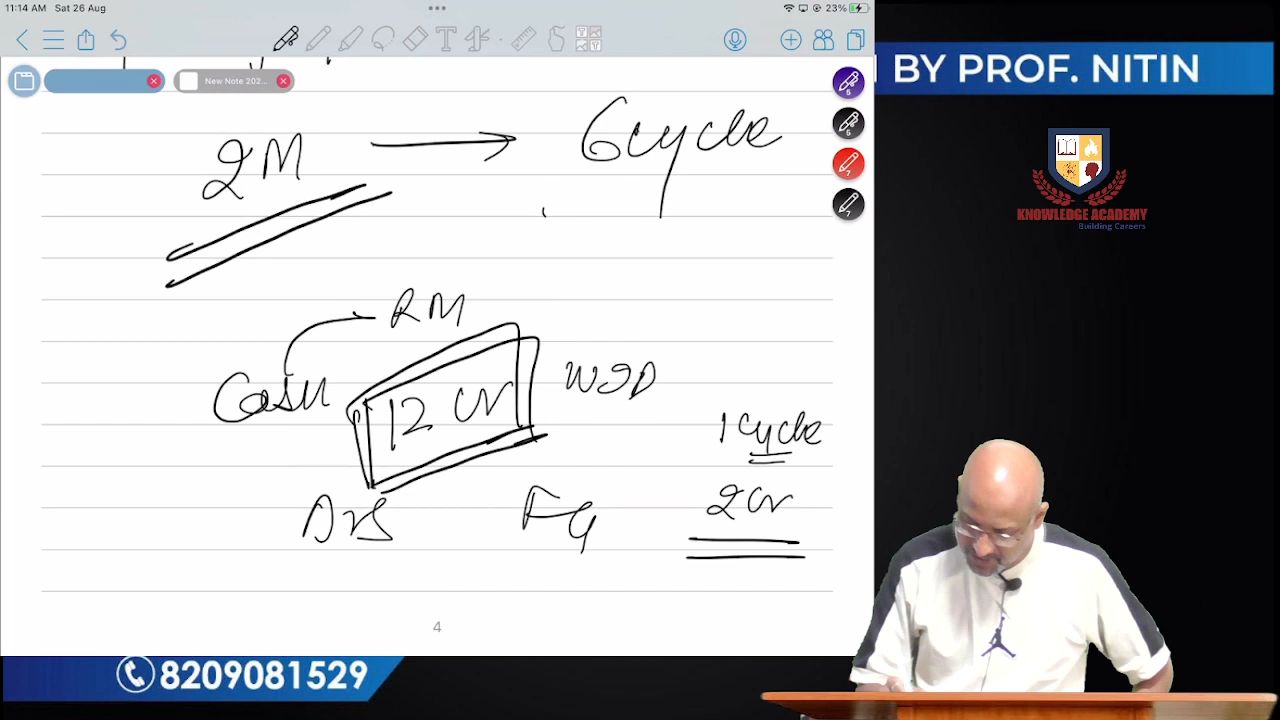 11:14 AM Sat 26 Aug
23%
New Note 202...
BY PROF. NITIN
2M → 6 cycle
KNOWLEDGE ACADEMY
Building Careers
RM
Cash
12 cr
WIP
1 cycle
2 cr
Drs
FG
4
8209081529